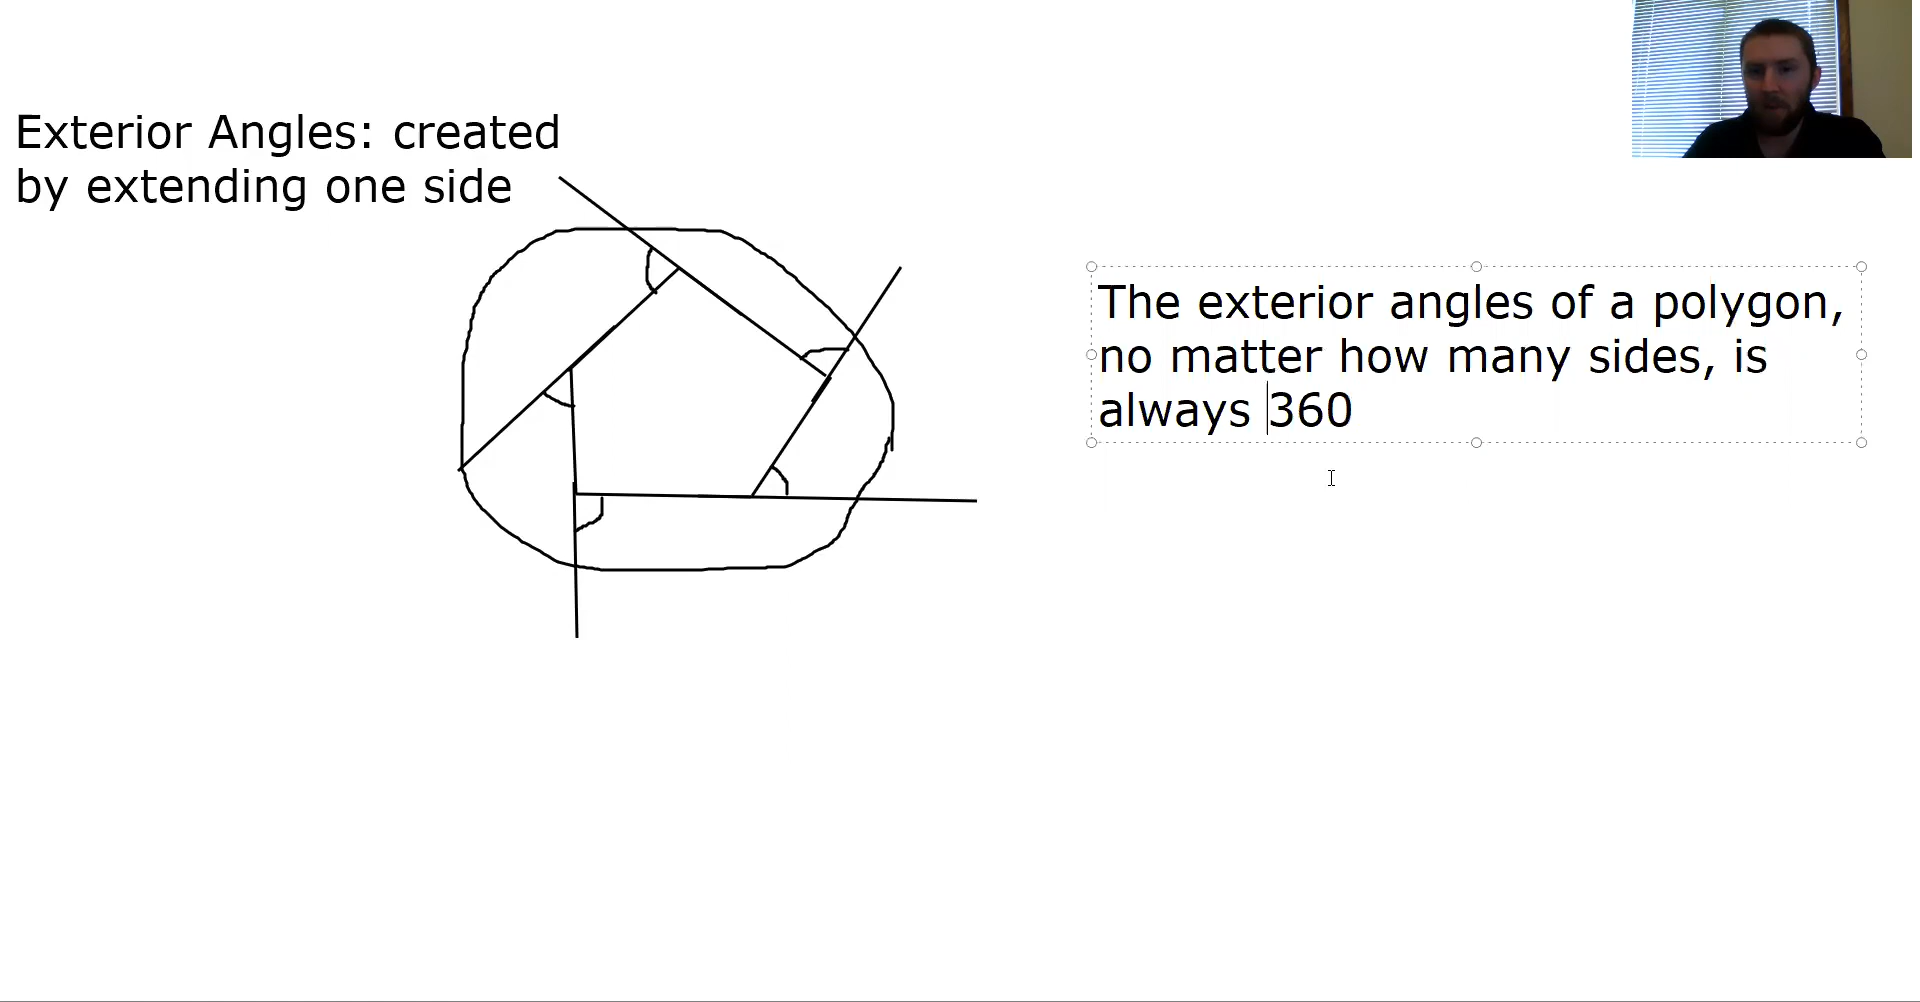 Exterior Angles: created
by extending one side
The exterior angles of a polygon,
no matter how many sides, is
always 360